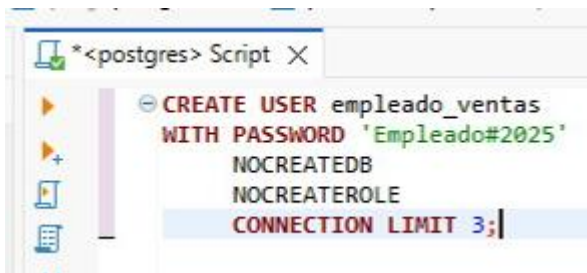 *<postgres> Script
CREATE USER empleado_ventas
WITH PASSWORD 'Empleado#2025'
NOCREATEDB
NOCREATEROLE
CONNECTION LIMIT 3;